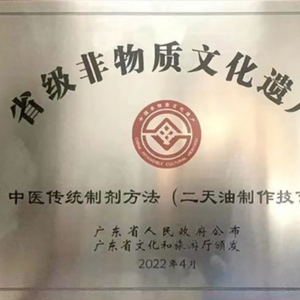 省级非物质文化遗
中医传统制剂方法（二天油制作技
广东省人民政府公布
广东省文化和旅游厅颁发
2022年4月